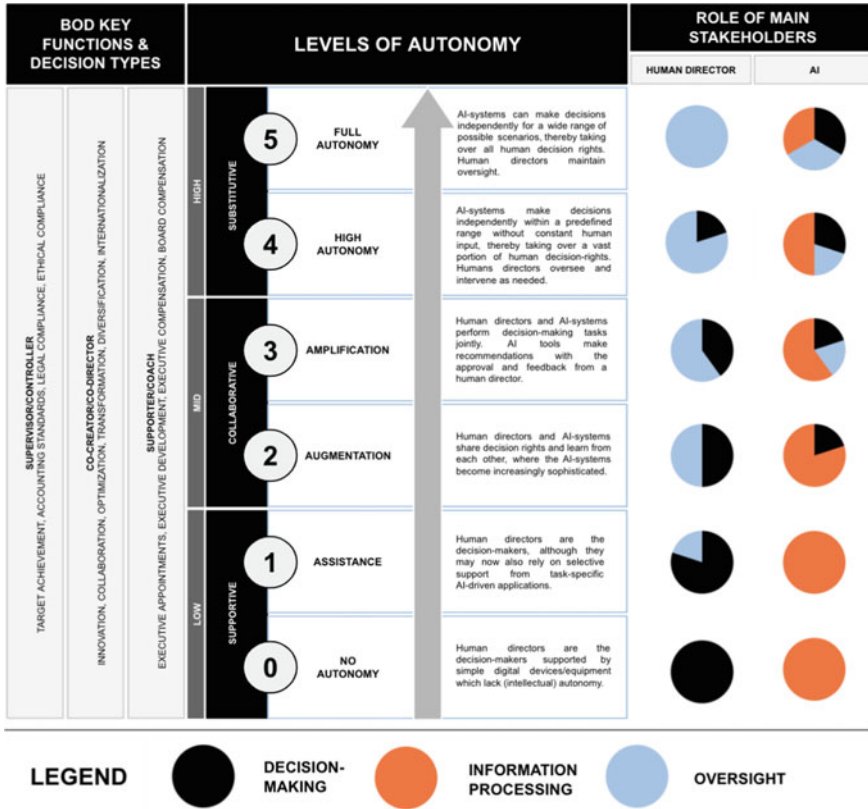 BOD KEY
FUNCTIONS &
DECISION TYPES
LEVELS OF AUTONOMY
ROLE OF MAIN
STAKEHOLDERS
HUMAN DIRECTOR
AI
SUPERVISOR/CONTROLLER
TARGET ACHIEVEMENT, ACCOUNTING STANDARDS, LEGAL COMPLIANCE, ETHICAL COMPLIANCE
CO-CREATOR/CO-DIRECTOR
INNOVATION, COLLABORATION, OPTIMIZATION, TRANSFORMATION, DIVERSIFICATION, INTERNATIONALIZATION
SUPPORTER/COACH
EXECUTIVE APPOINTMENTS, EXECUTIVE DEVELOPMENT, EXECUTIVE COMPENSATION, BOARD COMPENSATION
HIGH
SUBSTITUTIVE
5
FULL
AUTONOMY
AI-systems can make decisions
independently for a wide range of
possible scenarios, thereby taking
over all human decision rights.
Human directors maintain
oversight.
4
HIGH
AUTONOMY
AI-systems make decisions
independently within a predefined
range without constant human
input, thereby taking over a vast
portion of human decision-rights.
Humans directors oversee and
intervene as needed.
MID
COLLABORATIVE
3
AMPLIFICATION
Human directors and AI-systems
perform decision-making tasks
jointly. AI tools make
recommendations with the
approval and feedback from a
human director.
2
AUGMENTATION
Human directors and AI-systems
share decision rights and learn from
each other, where the AI-systems
become increasingly sophisticated.
LOW
SUPPORTIVE
1
ASSISTANCE
Human directors are the
decision-makers, although they
may now also rely on selective
support from task-specific
AI-driven applications.
0
NO
AUTONOMY
Human directors are the
decision-makers supported by
simple digital devices/equipment
which lack (intellectual) autonomy.
LEGEND
DECISION-
MAKING
INFORMATION
PROCESSING
OVERSIGHT